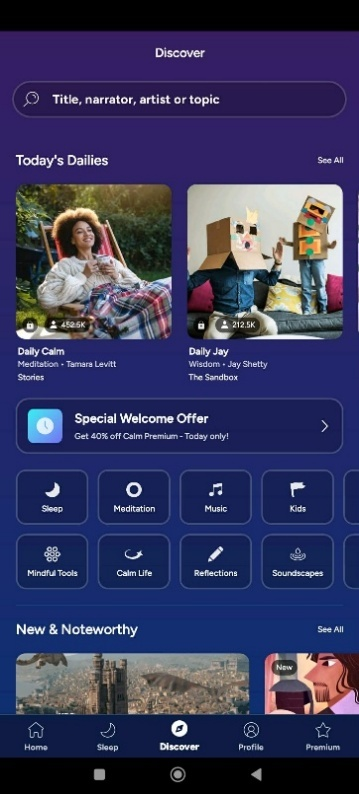 Discover
Title, narrator, artist or topic
Today's Dailies
See All
452.5K
212.5K
Daily Calm
Meditation • Tamara Levitt
Stories
Daily Jay
Wisdom • Jay Shetty
The Sandbox
Special Welcome Offer
Get 40% off Calm Premium - Today only!
Sleep
Meditation
Music
Kids
Mindful Tools
Calm Life
Reflections
Soundscapes
New & Noteworthy
See All
New
Home
Sleep
Discover
Profile
Premium